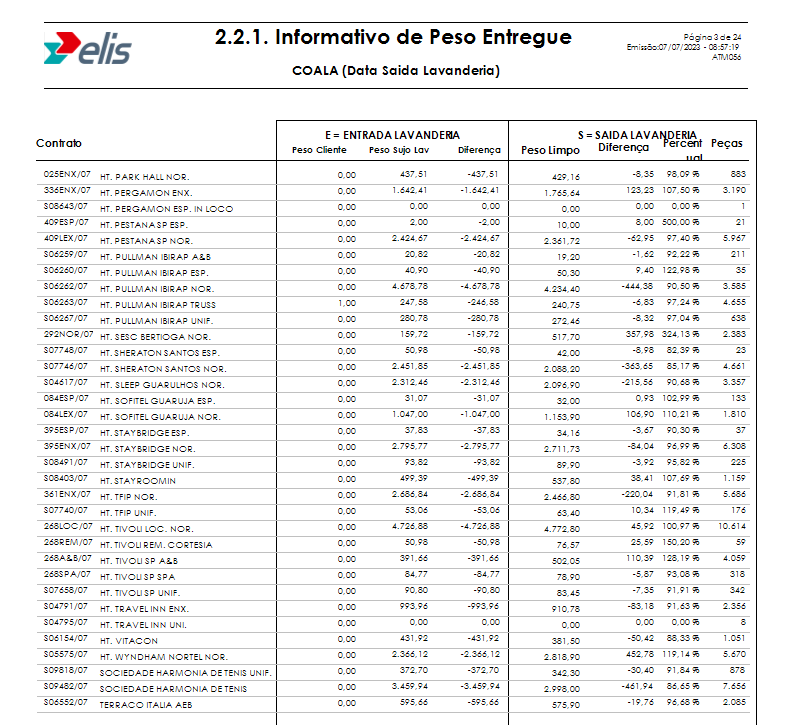 elis
2.2.1. Informativo de Peso Entregue
Página 3 de 24
Emissão:07/07/2023 - 08:57:19
ATM056
COALA (Data Saida Lavanderia)
E = ENTRADA LAVANDERIA S = SAIDA LAVANDERIA
Contrato Peso Cliente Peso Sujo Lav Diferença Peso Limpo Diferença Percentual Peças
025ENX/07 HT. PARK HALL NOR. 0,00 437,51 -437,51 429,16 -8,35 98,09 % 883
336ENX/07 HT. PERGAMON ENX. 0,00 1.642,41 -1.642,41 1.765,64 123,23 107,50 % 3.190
S08643/07 HT. PERGAMON ESP. IN LOCO 0,00 0,00 0,00 0,00 0,00 0,00 % 1
409ESP/07 HT. PESTANA SP ESP. 0,00 2,00 -2,00 10,00 8,00 500,00 % 21
409LEX/07 HT. PESTANA SP NOR. 0,00 2.424,67 -2.424,67 2.361,72 -62,95 97,40 % 5.967
S06259/07 HT. PULLMAN IBIRAP A&B 0,00 20,82 -20,82 19,20 -1,62 92,22 % 211
S06260/07 HT. PULLMAN IBIRAP ESP. 0,00 40,90 -40,90 50,30 9,40 122,98 % 35
S06262/07 HT. PULLMAN IBIRAP NOR. 0,00 4.678,78 -4.678,78 4.234,40 -444,38 90,50 % 3.585
S06263/07 HT. PULLMAN IBIRAP TRUSS 1,00 247,58 -246,58 240,75 -6,83 97,24 % 4.655
S06267/07 HT. PULLMAN IBIRAP UNIF. 0,00 280,78 -280,78 272,46 -8,32 97,04 % 638
292NOR/07 HT. SESC BERTIOGA NOR. 0,00 159,72 -159,72 517,70 357,98 324,13 % 2.383
S07748/07 HT. SHERATON SANTOS ESP. 0,00 50,98 -50,98 42,00 -8,98 82,39 % 23
S07746/07 HT. SHERATON SANTOS NOR. 0,00 2.451,85 -2.451,85 2.088,20 -363,65 85,17 % 4.661
S04617/07 HT. SLEEP GUARULHOS NOR. 0,00 2.312,46 -2.312,46 2.096,90 -215,56 90,68 % 3.357
084ESP/07 HT. SOFITEL GUARUJA ESP. 0,00 31,07 -31,07 32,00 0,93 102,99 % 133
084LEX/07 HT. SOFITEL GUARUJA NOR. 0,00 1.047,00 -1.047,00 1.153,90 106,90 110,21 % 1.810
395ESP/07 HT. STAYBRIDGE ESP. 0,00 37,83 -37,83 34,16 -3,67 90,30 % 37
395ENX/07 HT. STAYBRIDGE NOR. 0,00 2.795,77 -2.795,77 2.711,73 -84,04 96,99 % 6.308
S08491/07 HT. STAYBRIDGE UNIF. 0,00 93,82 -93,82 89,90 -3,92 95,82 % 225
S08403/07 HT. STAYROOMIN 0,00 499,39 -499,39 537,80 38,41 107,69 % 1.159
361ENX/07 HT. TFIP NOR. 0,00 2.686,84 -2.686,84 2.466,80 -220,04 91,81 % 5.686
S07740/07 HT. TFIP UNIF. 0,00 53,06 -53,06 63,40 10,34 119,49 % 176
268LOC/07 HT. TIVOLI LOC. NOR. 0,00 4.726,88 -4.726,88 4.772,80 45,92 100,97 % 10.614
268REM/07 HT. TIVOLI REM. CORTESIA 0,00 50,98 -50,98 76,57 25,59 150,20 % 59
268A&B/07 HT. TIVOLI SP A&B 0,00 391,66 -391,66 502,05 110,39 128,19 % 4.059
268SPA/07 HT. TIVOLI SP SPA 0,00 84,77 -84,77 78,90 -5,87 93,08 % 318
S07658/07 HT. TIVOLI SP UNIF. 0,00 90,80 -90,80 83,45 -7,35 91,91 % 342
S04791/07 HT. TRAVEL INN ENX. 0,00 993,96 -993,96 910,78 -83,18 91,63 % 2.356
S04795/07 HT. TRAVEL INN UNI. 0,00 0,00 0,00 0,00 0,00 0,00 % 8
S06154/07 HT. VITACON 0,00 431,92 -431,92 381,50 -50,42 88,33 % 1.051
S05575/07 HT. WYNDHAM NORTEL NOR. 0,00 2.366,12 -2.366,12 2.818,90 452,78 119,14 % 5.670
S09818/07 SOCIEDADE HARMONIA DE TENIS UNIF. 0,00 372,70 -372,70 342,30 -30,40 91,84 % 878
S09482/07 SOCIEDADE HARMONIA DE TENIS 0,00 3.459,94 -3.459,94 2.998,00 -461,94 86,65 % 7.656
S06552/07 TERRACO ITALIA AEB 0,00 595,66 -595,66 575,90 -19,76 96,68 % 2.085